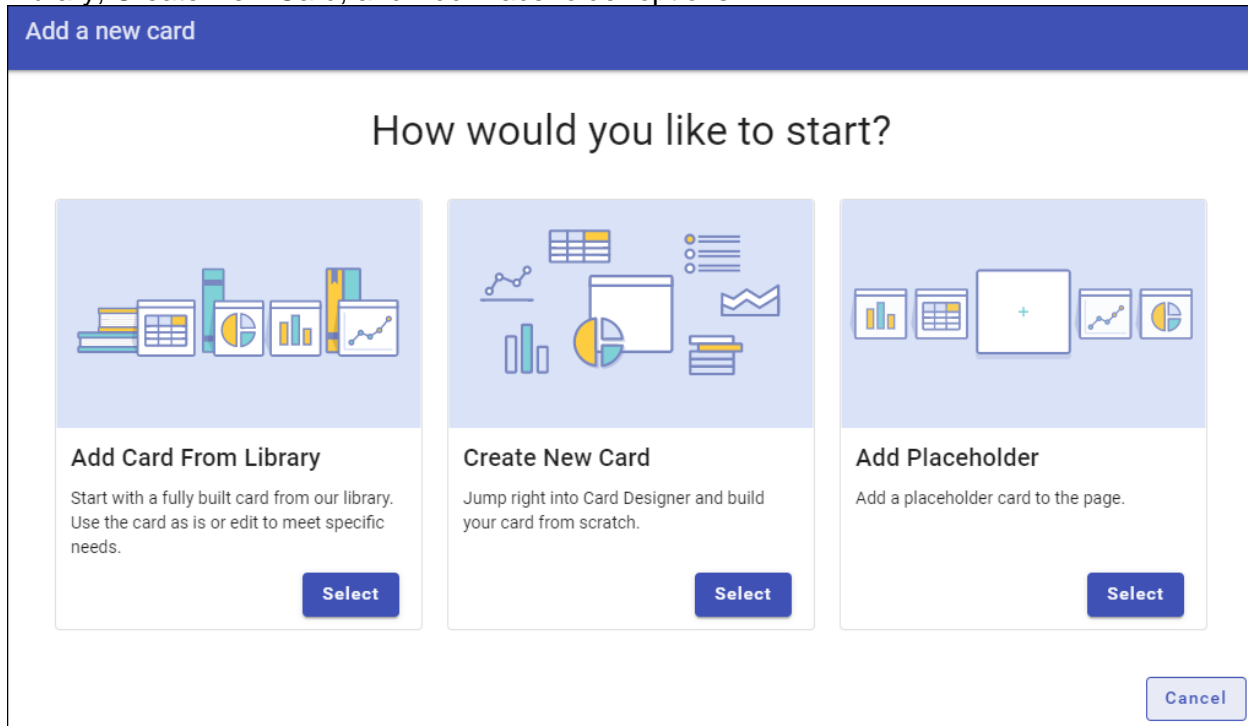 Add a new card
How would you like to start?
Add Card From Library
Start with a fully built card from our library.
Use the card as is or edit to meet specific
needs.
Select
Create New Card
Jump right into Card Designer and build
your card from scratch.
Select
Add Placeholder
Add a placeholder card to the page.
Select
Cancel